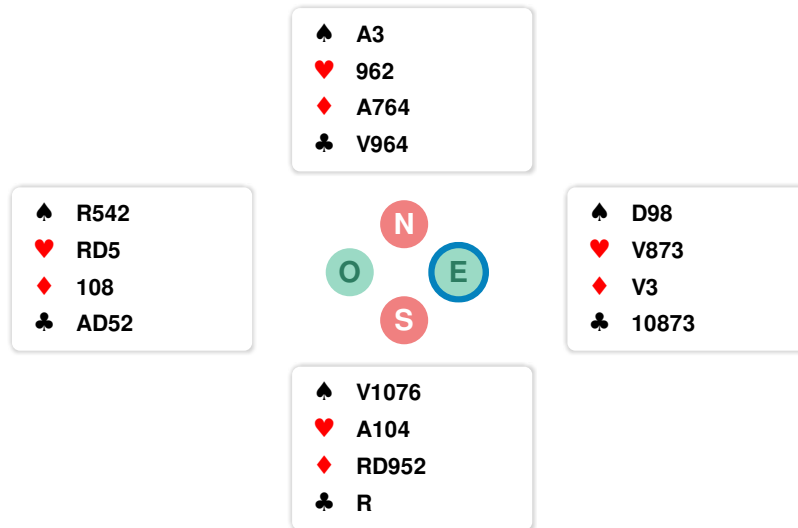 ♠ A3
♥ 962
♦ A764
♣ V964
♠ R542
♥ RD5
♦ 108
♣ AD52
N
O E
S
♠ D98
♥ V873
♦ V3
♣ 10873
♠ V1076
♥ A104
♦ RD952
♣ R